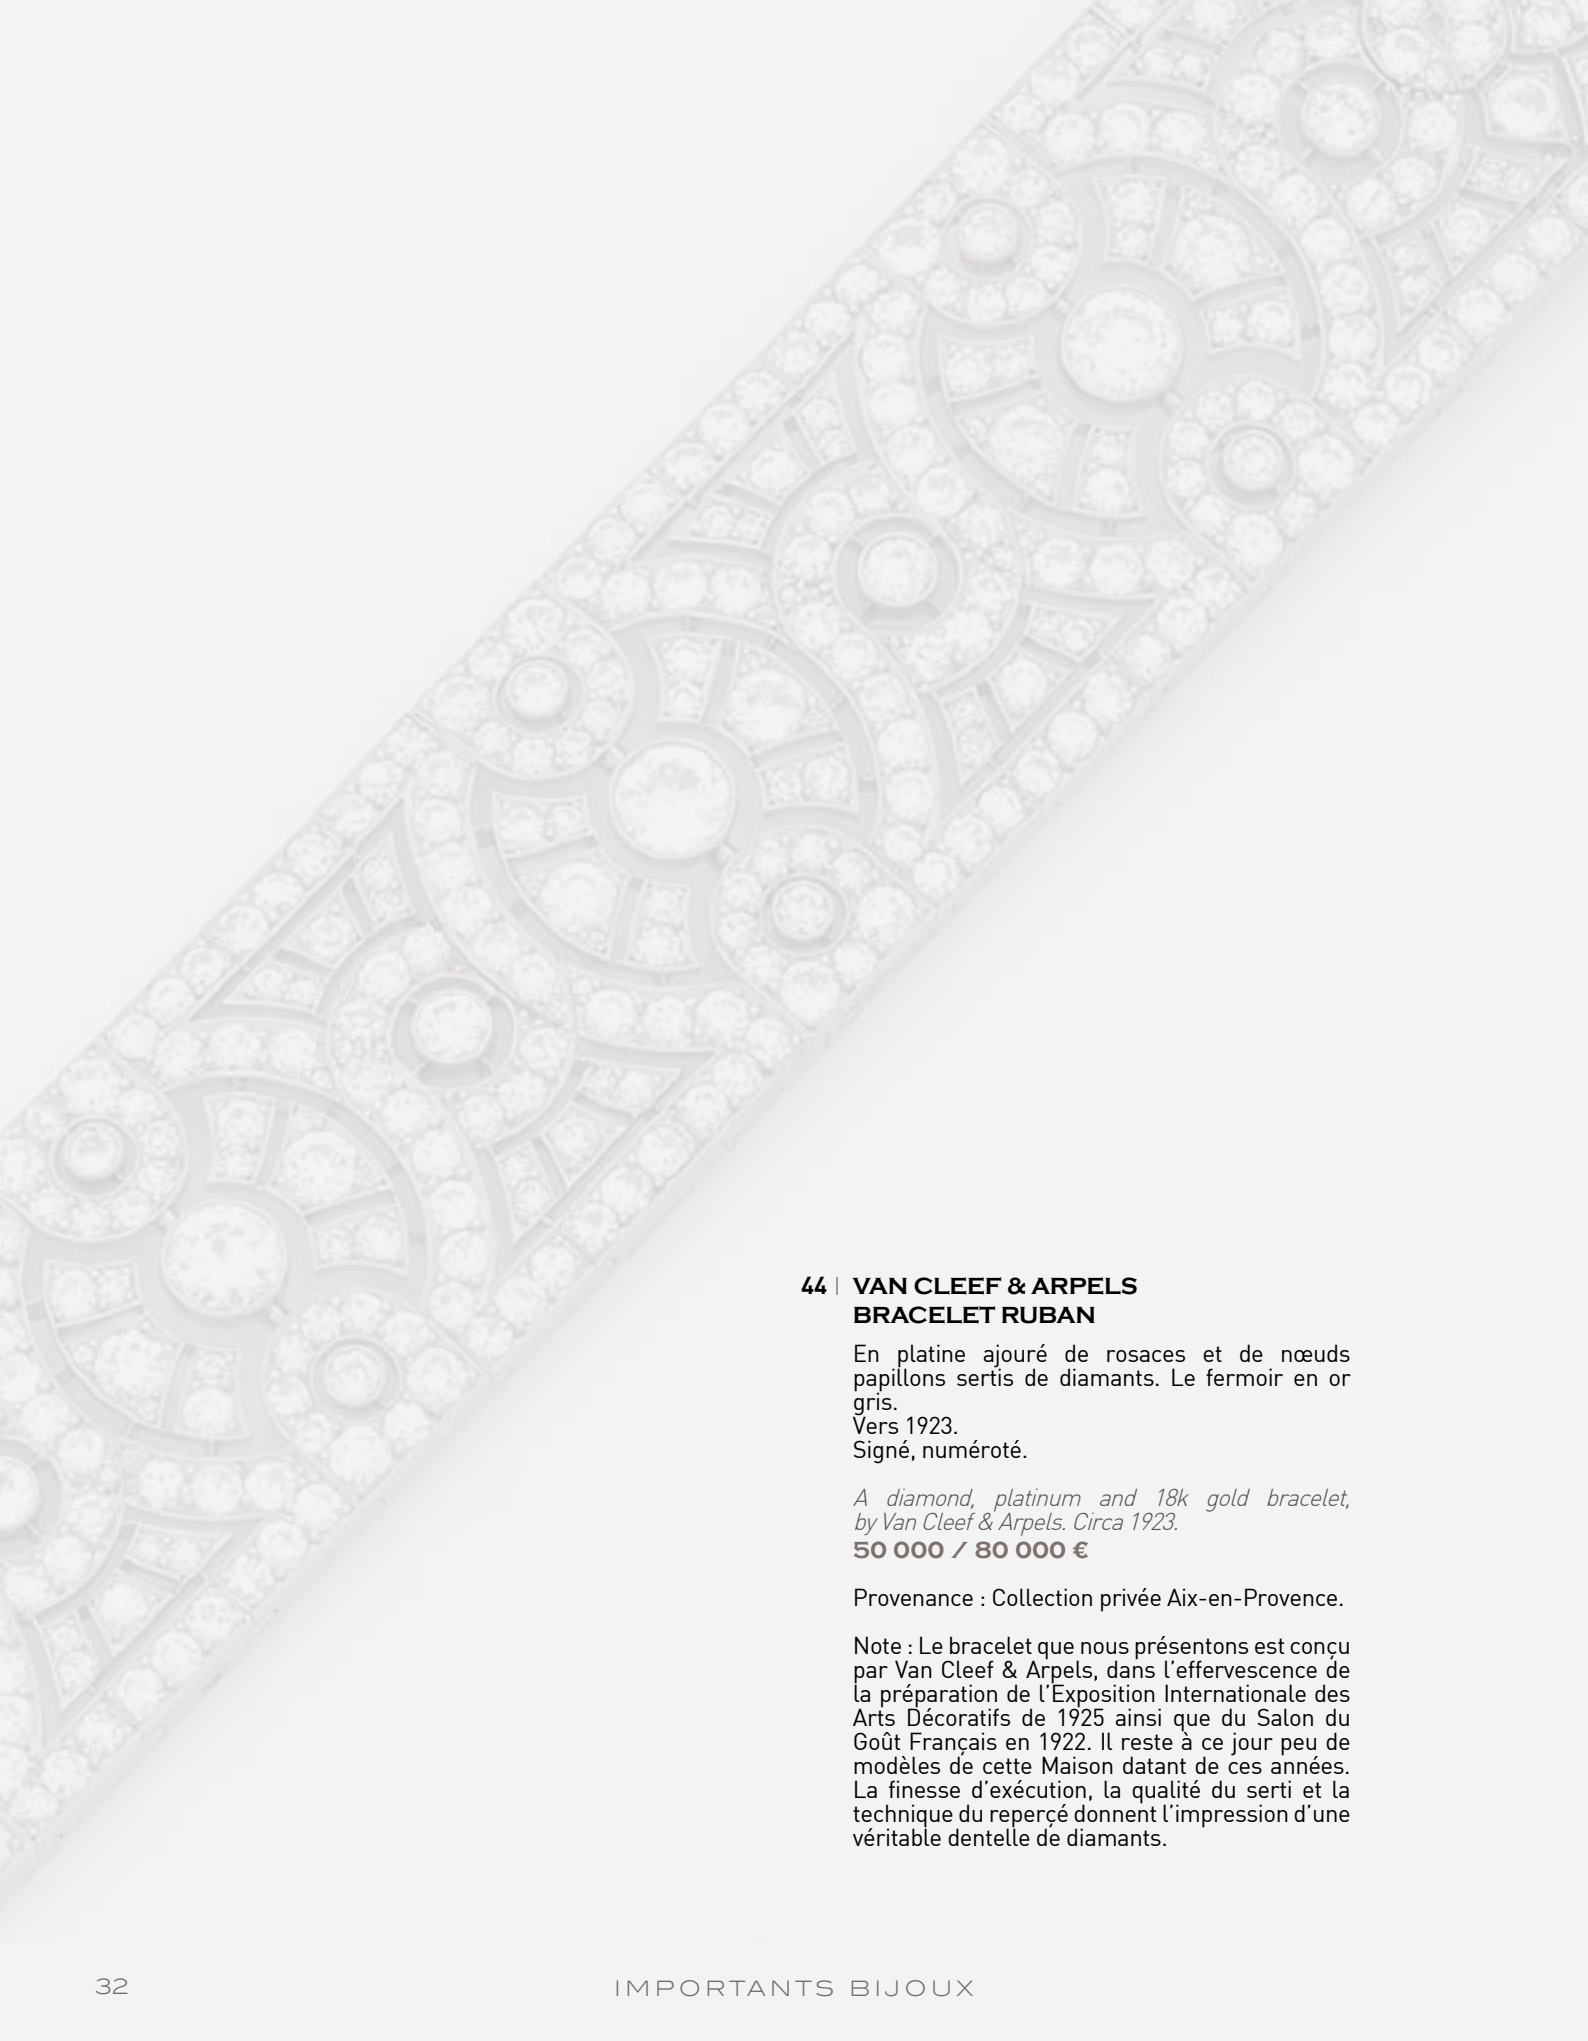 44 | VAN CLEEF & ARPELS
BRACELET RUBAN
En platine ajouré de rosaces et de nœuds
papillons sertis de diamants. Le fermoir en or
gris.
Vers 1923.
Signé, numéroté.
A diamond, platinum and 18k gold bracelet,
by Van Cleef & Arpels. Circa 1923.
50 000 / 80 000 €
Provenance : Collection privée Aix-en-Provence.
Note : Le bracelet que nous présentons est conçu
par Van Cleef & Arpels, dans l'effervescence de
la préparation de l'Exposition Internationale des
Arts Décoratifs de 1925 ainsi que du Salon du
Goût Français en 1922. Il reste à ce jour peu de
modèles de cette Maison datant de ces années.
La finesse d'exécution, la qualité du serti et la
technique du reperçé donnent l'impression d'une
véritable dentelle de diamants.
32
IMPORTANTS BIJOUX